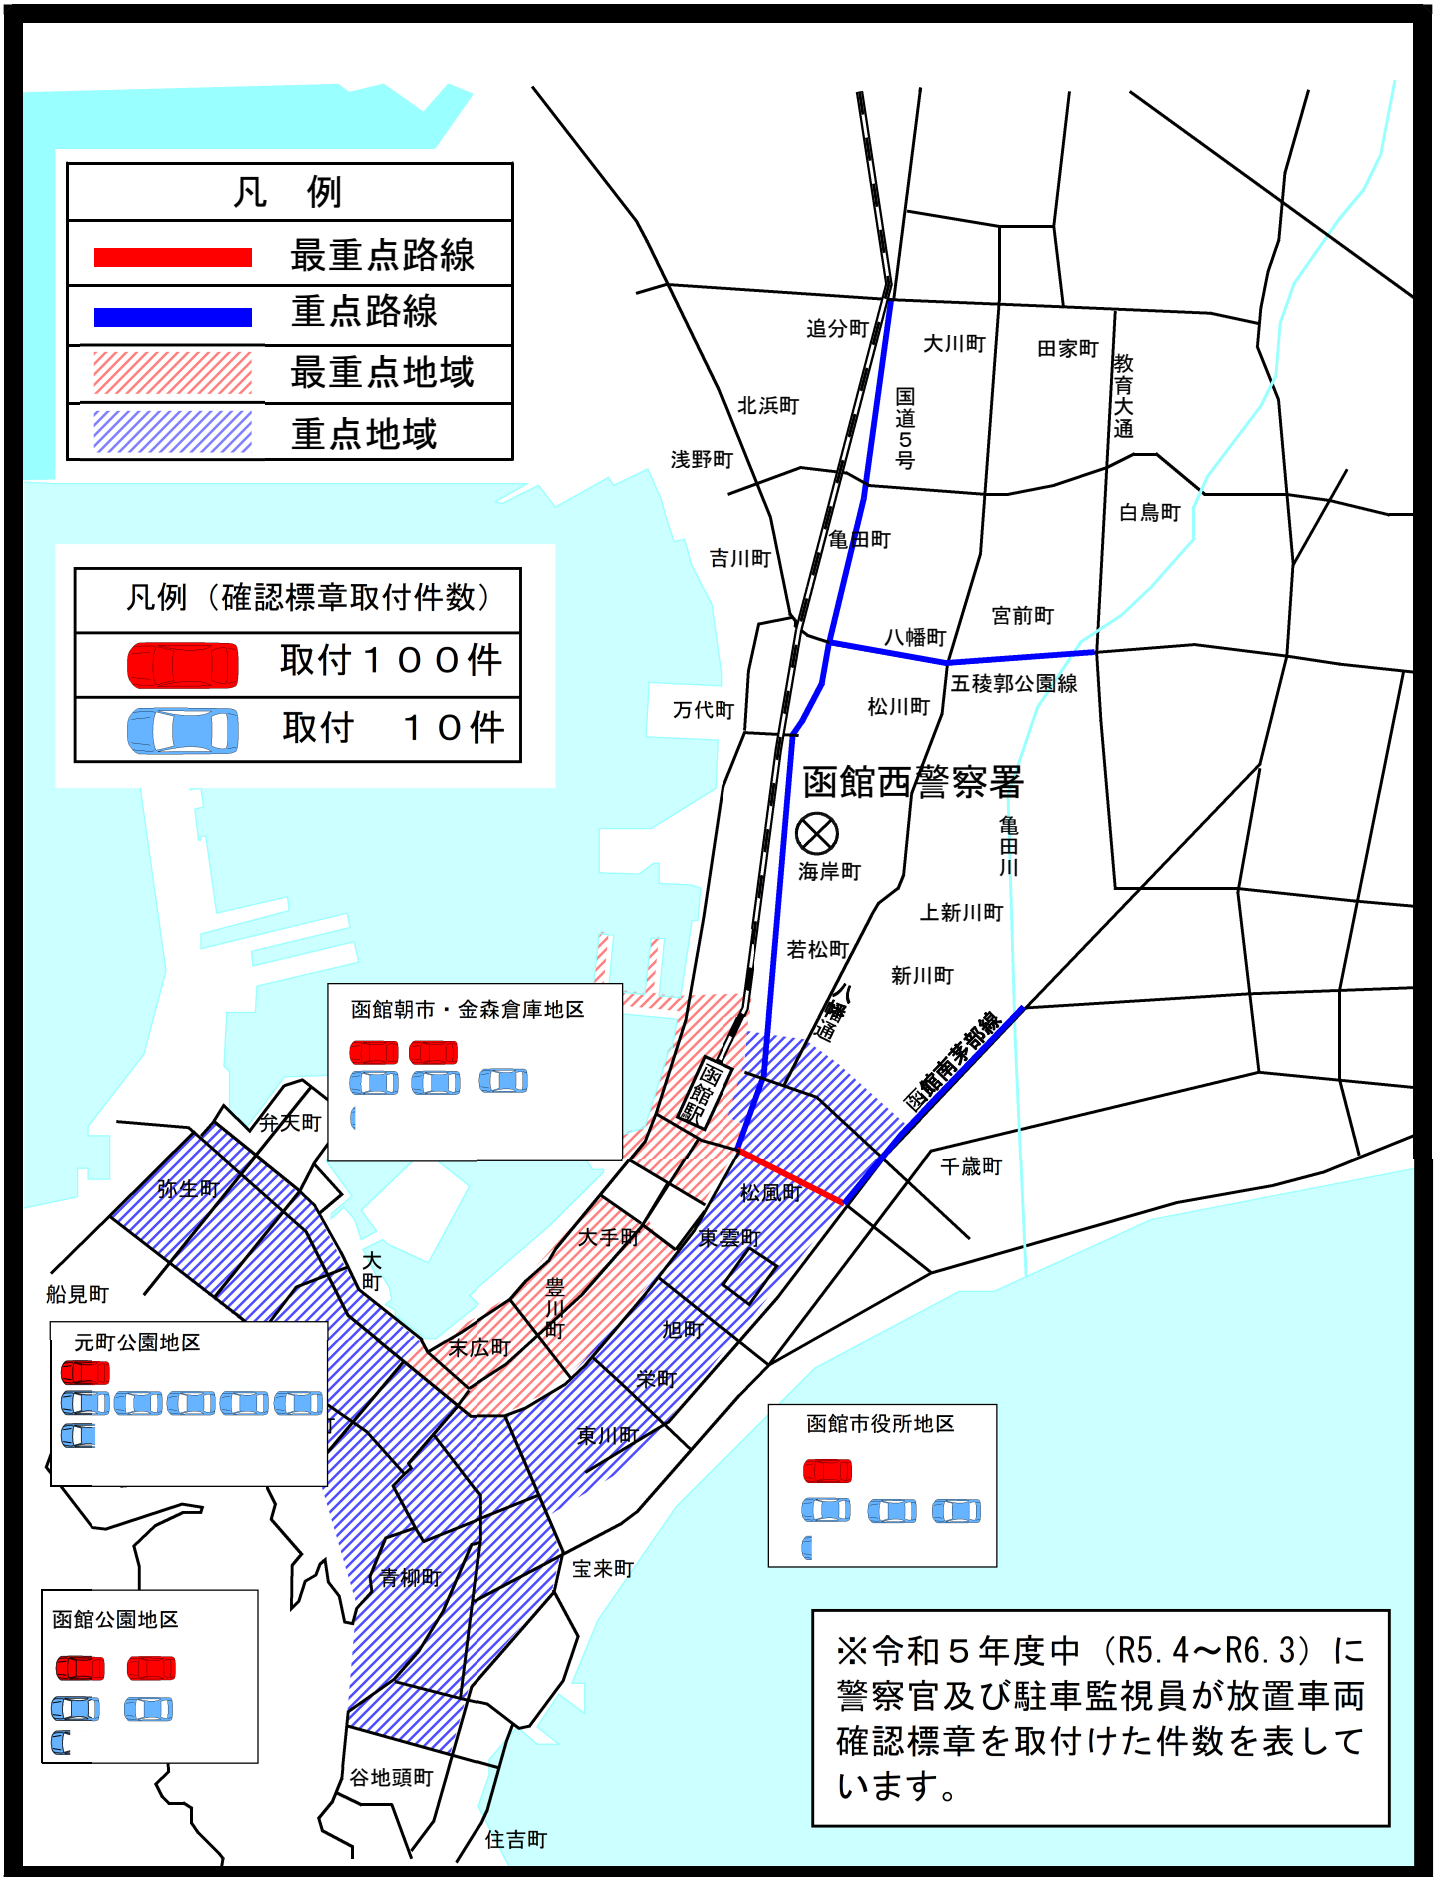 凡　例
最重点路線
重点路線
最重点地域
重点地域
凡例（確認標章取付件数）
取付１００件
取付　１０件
追分町
大川町
田家町
教育大通
北浜町
国道５号
浅野町
白鳥町
亀田町
吉川町
宮前町
八幡町
五稜郭公園線
万代町
松川町
函館西警察署
亀田川
海岸町
上新川町
若松町
新川町
八幡通
函館南茅部線
函館朝市・金森倉庫地区
函館駅
弁天町
千歳町
弥生町
松風町
大手町
東雲町
大町
船見町
豊川町
旭町
末広町
元町公園地区
栄町
町
東川町
函館市役所地区
宝来町
青柳町
函館公園地区
※令和５年度中（R5.4～R6.3）に
警察官及び駐車監視員が放置車両
確認標章を取付けた件数を表して
います。
谷地頭町
住吉町